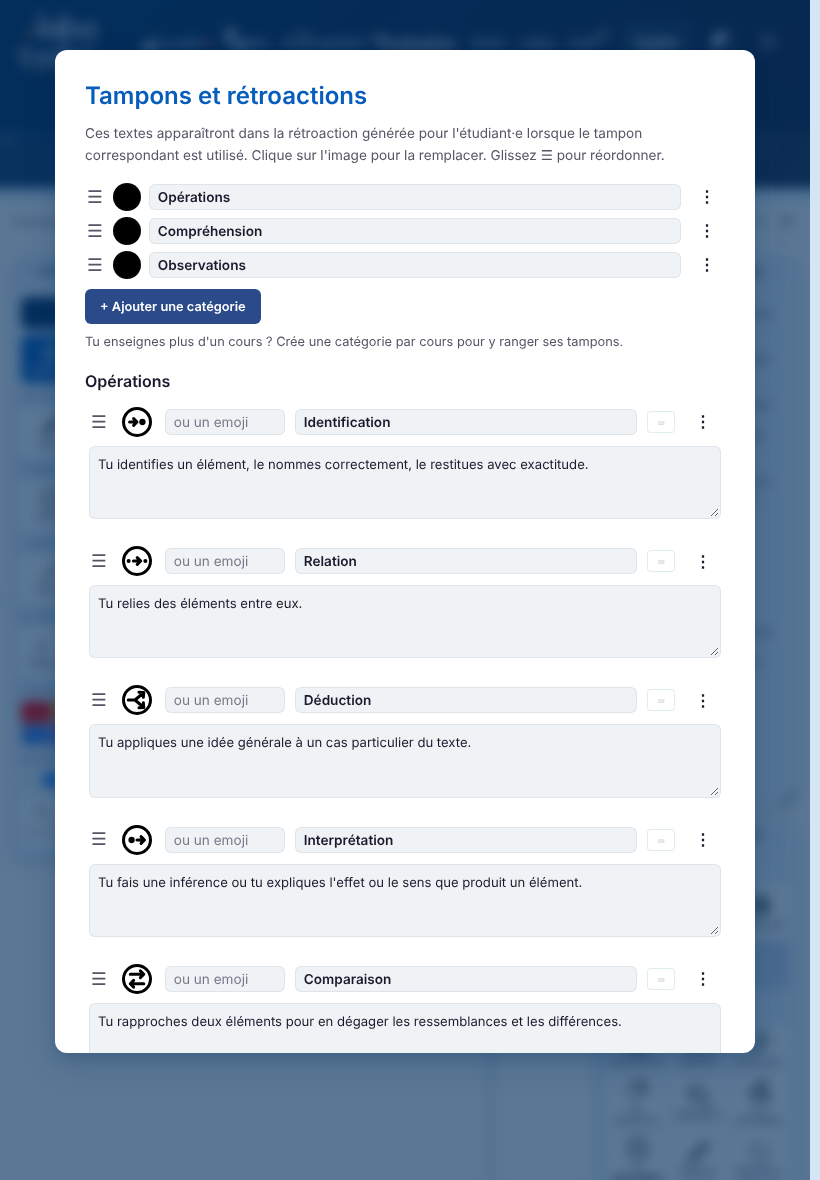 Tampons et rétroactions
Ces textes apparaîtront dans la rétroaction générée pour l'étudiant·e lorsque le tampon
correspondant est utilisé. Clique sur l'image pour la remplacer. Glissez ☰ pour réordonner.
☰ Opérations ⋮
☰ Compréhension ⋮
☰ Observations ⋮
+ Ajouter une catégorie
Tu enseignes plus d'un cours ? Crée une catégorie par cours pour y ranger ses tampons.
Opérations
☰ ou un emoji Identification ⋮
Tu identifies un élément, le nommes correctement, le restitues avec exactitude.
☰ ou un emoji Relation ⋮
Tu relies des éléments entre eux.
☰ ou un emoji Déduction ⋮
Tu appliques une idée générale à un cas particulier du texte.
☰ ou un emoji Interprétation ⋮
Tu fais une inférence ou tu expliques l'effet ou le sens que produit un élément.
☰ ou un emoji Comparaison ⋮
Tu rapproches deux éléments pour en dégager les ressemblances et les différences.